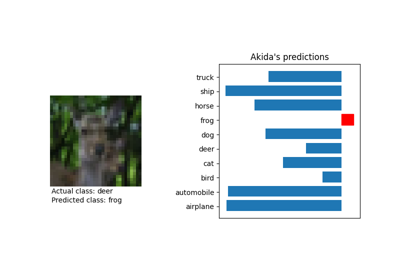 Akida's predictions
truck
ship
horse
frog
dog
deer
cat
bird
automobile
airplane
Actual class: deer
Predicted class: frog